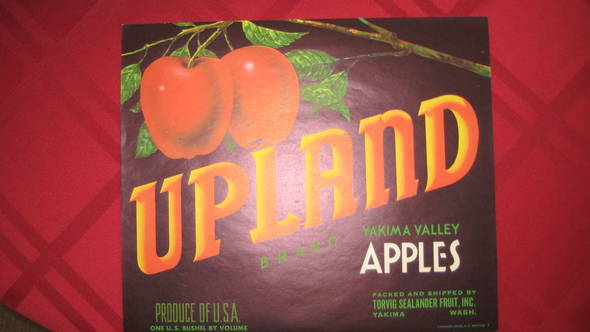 UPLAND
BRAND
YAKIMA VALLEY
APPLES
PACKED AND SHIPPED BY
TORVIG SEALANDER FRUIT, INC.
YAKIMA WASH.
PRODUCE OF U.S.A.
ONE U.S. BUSHEL BY VOLUME